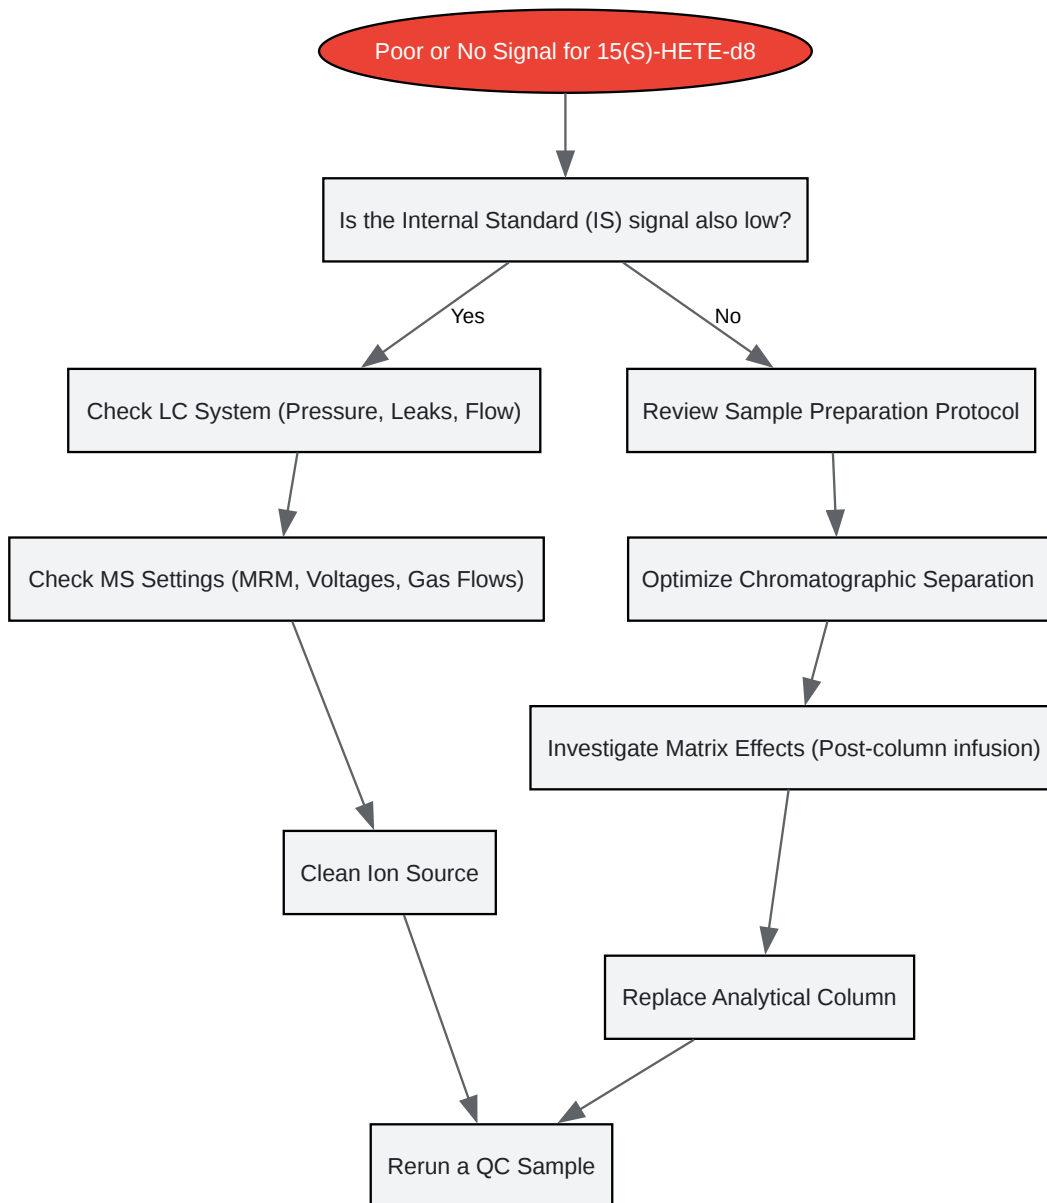 Poor or No Signal for 15(S)-HETE-d8
Is the Internal Standard (IS) signal also low?
Yes
No
Check LC System (Pressure, Leaks, Flow)
Review Sample Preparation Protocol
Check MS Settings (MRM, Voltages, Gas Flows)
Optimize Chromatographic Separation
Investigate Matrix Effects (Post-column infusion)
Clean Ion Source
Replace Analytical Column
Rerun a QC Sample